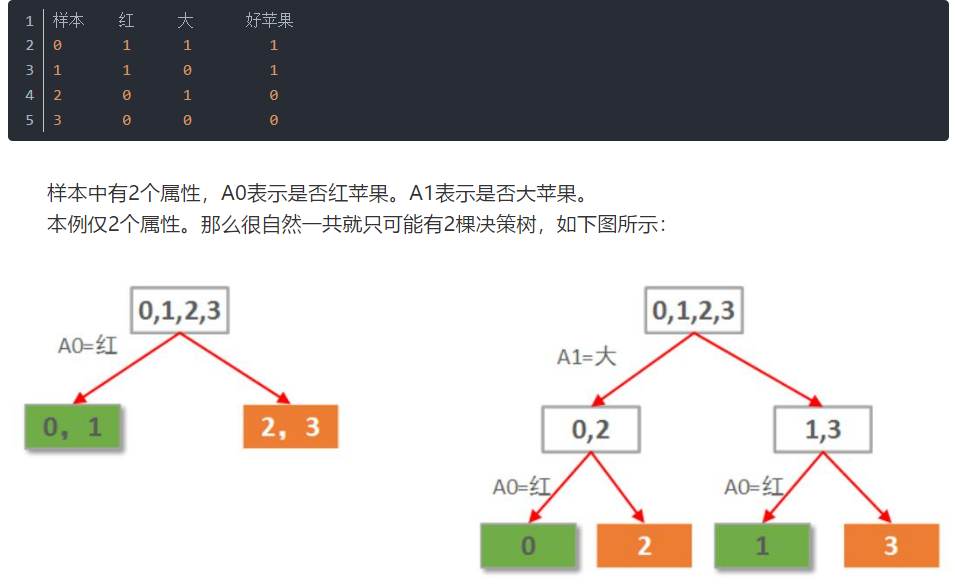 1 样本 红 大 好苹果
2 0 1 1 1
3 1 1 0 1
4 2 0 1 0
5 3 0 0 0
样本中有2个属性，A0表示是否红苹果。A1表示是否大苹果。
本例仅2个属性。那么很自然一共就只可能有2棵决策树，如下图所示：
0,1,2,3
A0=红
0，1
2，3
0,1,2,3
A1=大
0,2
1,3
A0=红
A0=红
0
2
1
3